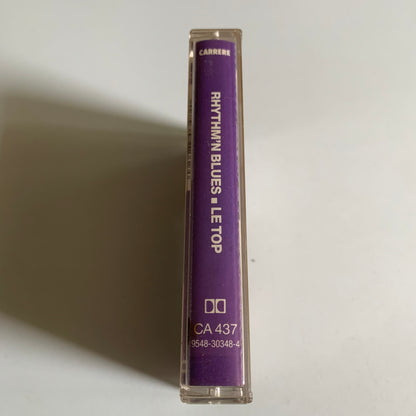 CARRERE
RHYTHM'N BLUES ■ LE TOP
CA 437
9548-30348-4